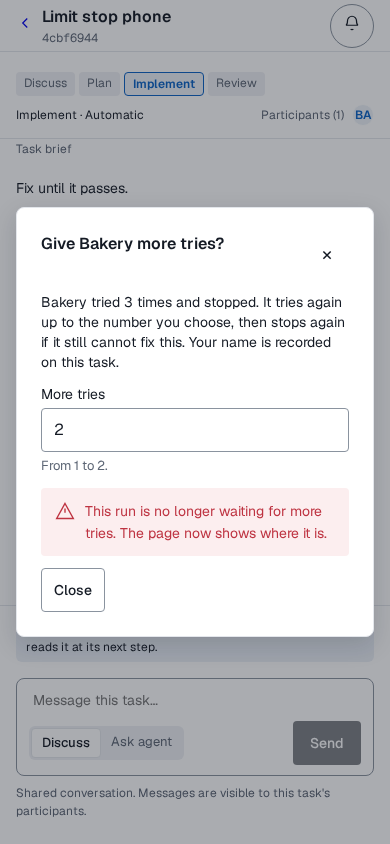 Limit stop phone
4cbf6944
Discuss
Plan
Implement
Review
Implement · Automatic
Participants (1)
BA
Task brief
Fix until it passes.
Give Bakery more tries?
Bakery tried 3 times and stopped. It tries again
up to the number you choose, then stops again
if it still cannot fix this. Your name is recorded
on this task.
More tries
2
From 1 to 2.
This run is no longer waiting for more
tries. The page now shows where it is.
Close
reads it at its next step.
Message this task...
Discuss
Ask agent
Send
Shared conversation. Messages are visible to this task's
participants.